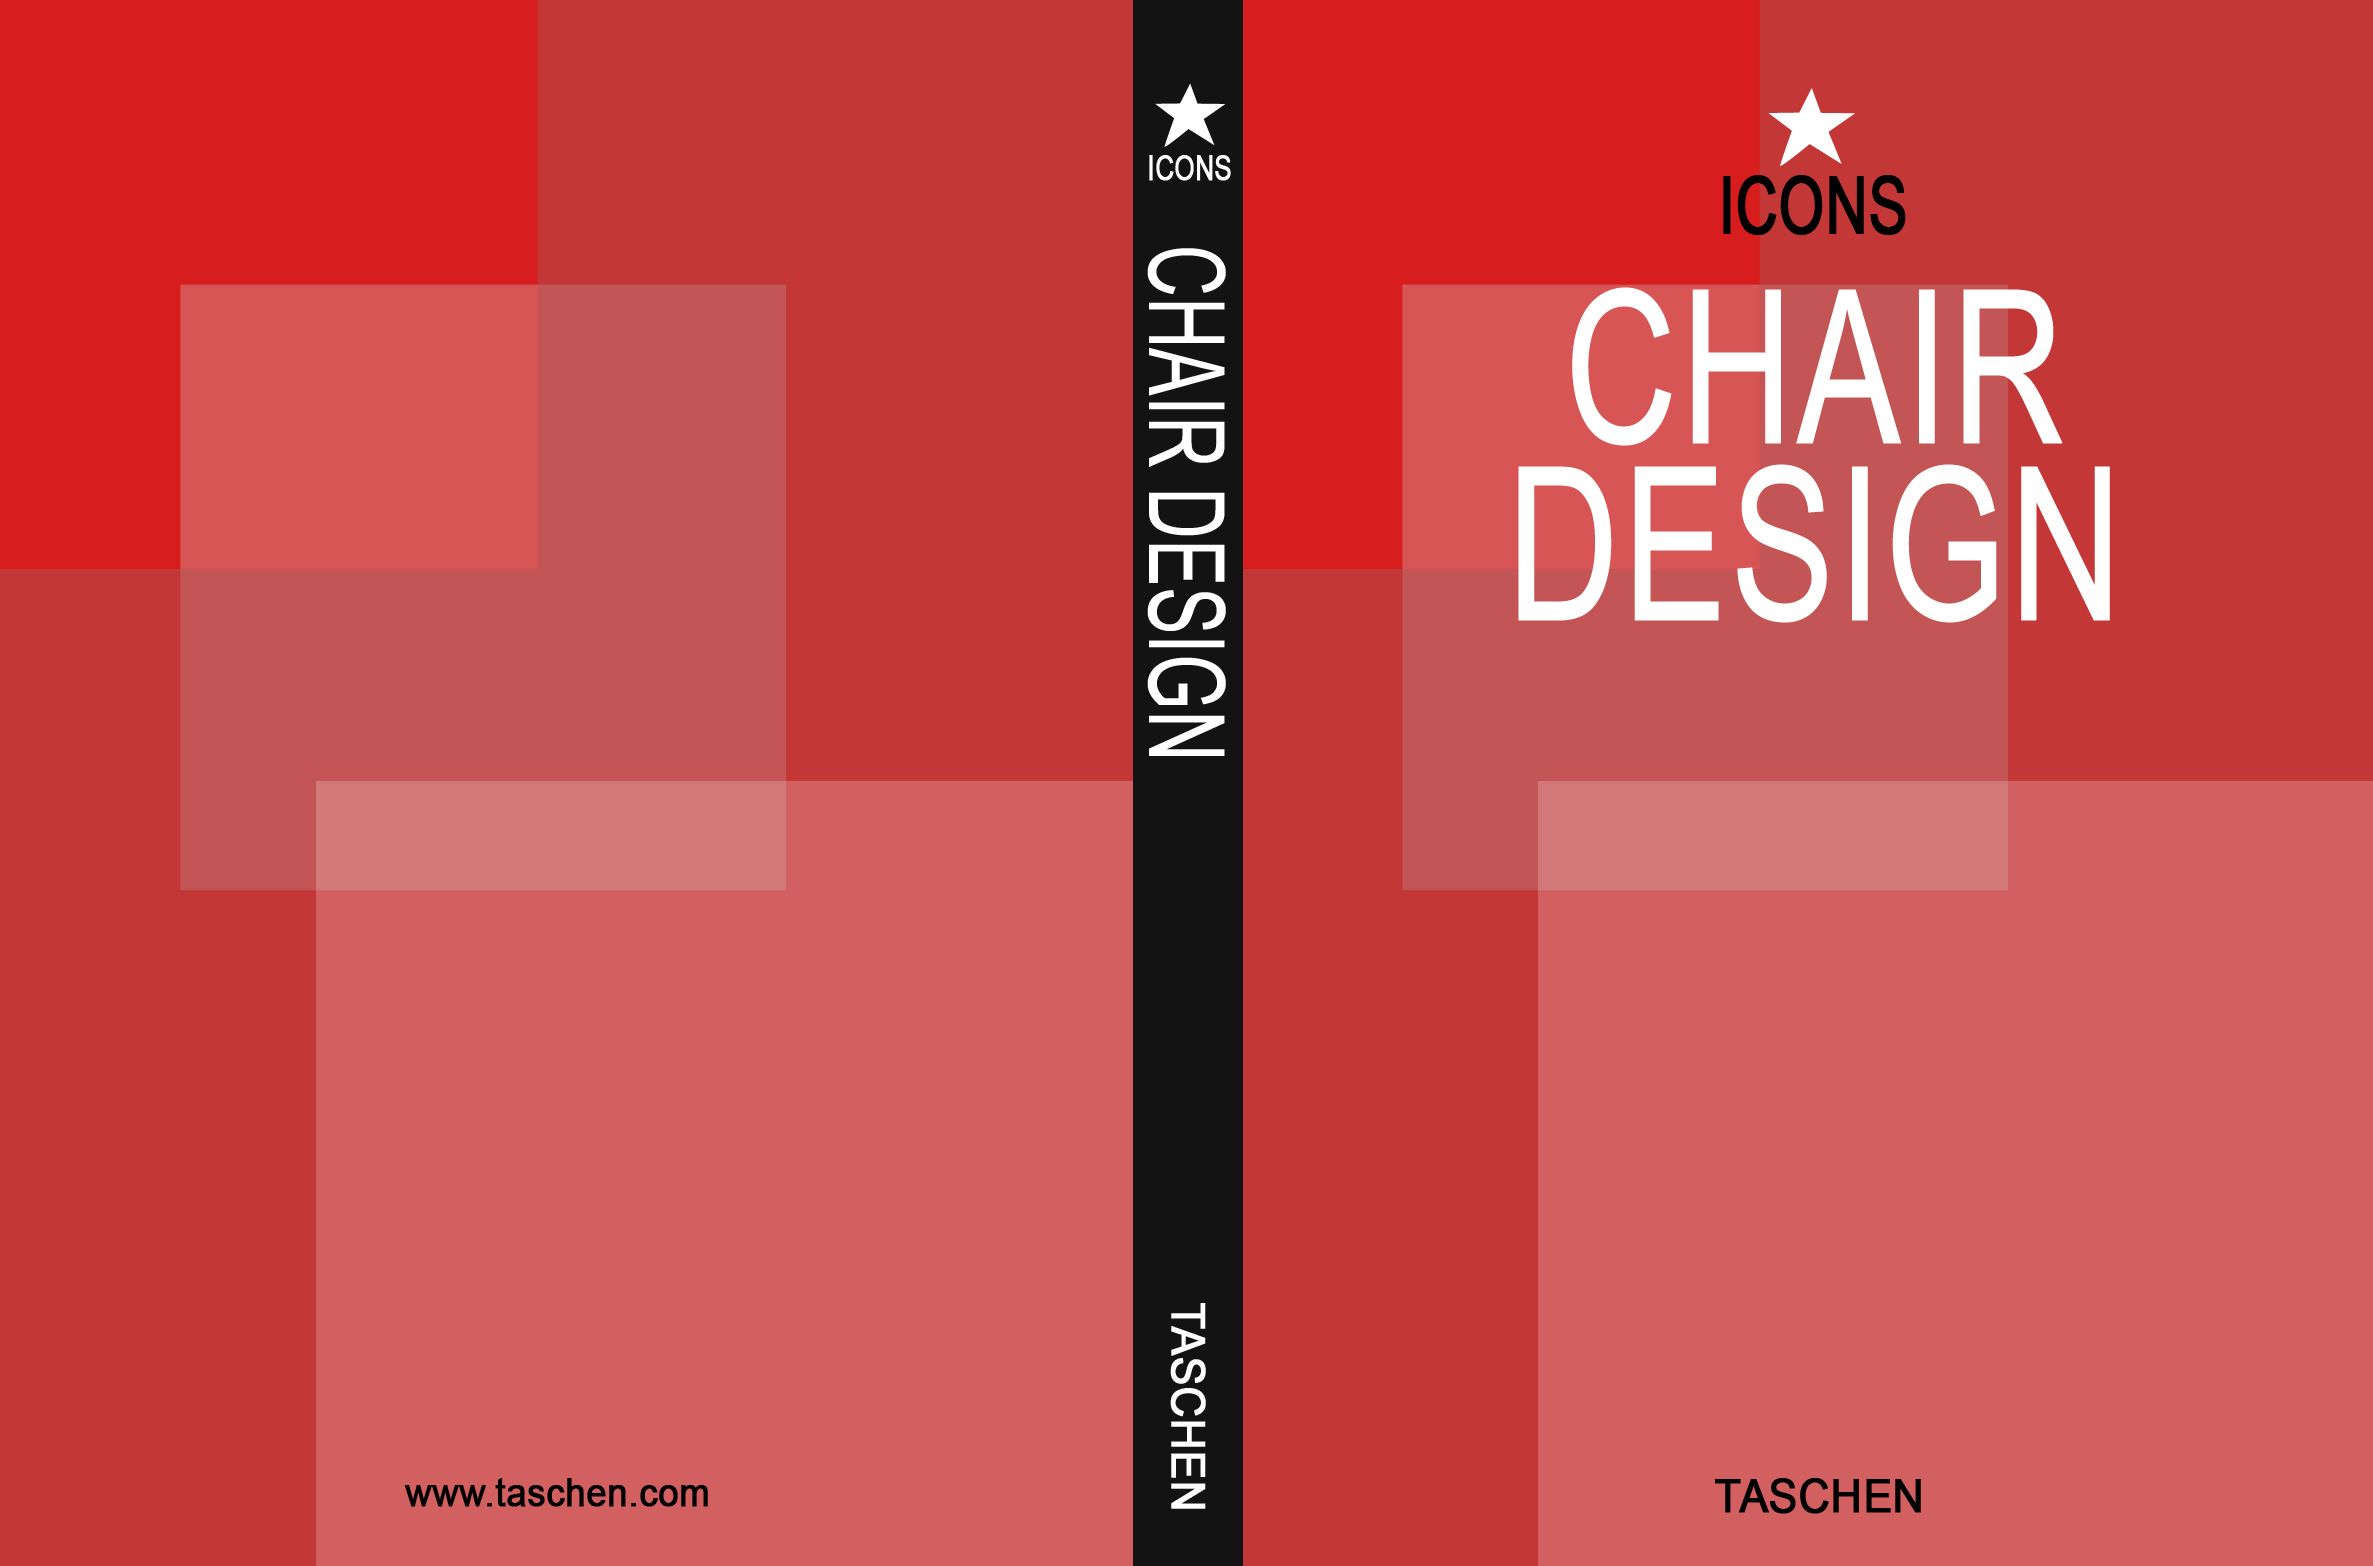 www.taschen.com
ICONS
CHAIR DESIGN
TASCHEN
ICONS
CHAIR
DESIGN
TASCHEN